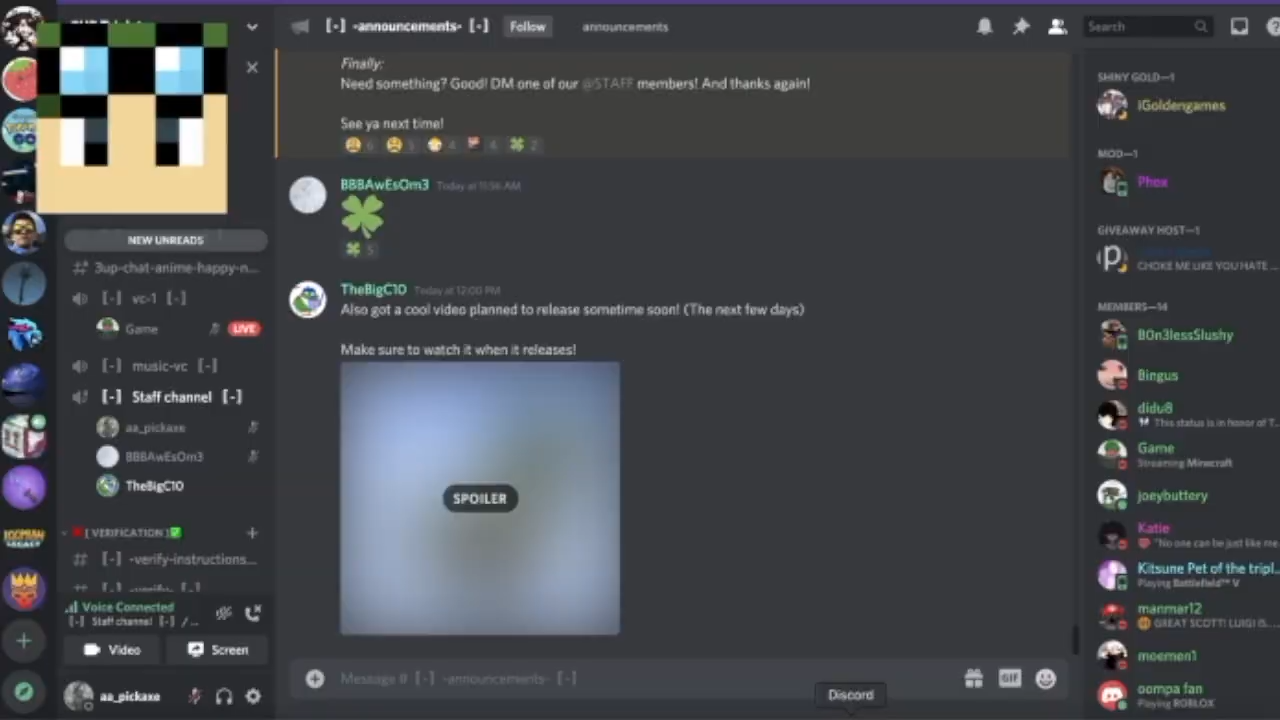 [-] -announcements- [-]
Follow
announcements
Search
Finally:
Need something? Good! DM one of our @STAFF members! And thanks again!
See ya next time!
6 5 4 4 2
BBBAwEsOm3 Today at 11:56 AM
5
TheBigC10 Today at 12:00 PM
Also got a cool video planned to release sometime soon! (The next few days)
Make sure to watch it when it releases!
SPOILER
Message # [-] -announcements- [-]
GIF
Discord
NEW UNREADS
3up-chat-anime-happy-n...
[-] vc-1 [-]
Game LIVE
[-] music-vc [-]
[-] Staff channel [-]
aa_pickaxe
BBBAwEsOm3
TheBigC10
[ VERIFICATION ]
[-] -verify-instructions...
[-] -verify- [-]
Voice Connected
[-] Staff channel [-] / ...
Video
Screen
aa_pickaxe
SHINY GOLD—1
iGoldengames
MOD—1
Phox
GIVEAWAY HOST—1
CHOKE ME LIKE YOU HATE ...
MEMBERS—14
B0n3lessSlushy
Bingus
didu8
This status is in honor of T...
Game
Streaming Minecraft
joeybuttery
Katie
"No one can be just like me
Kitsune Pet of the tripl...
Playing Battlefield™ V
manmar12
GREAT SCOTT! LUIGI IS...
moemen1
oompa fan
Playing ROBLOX